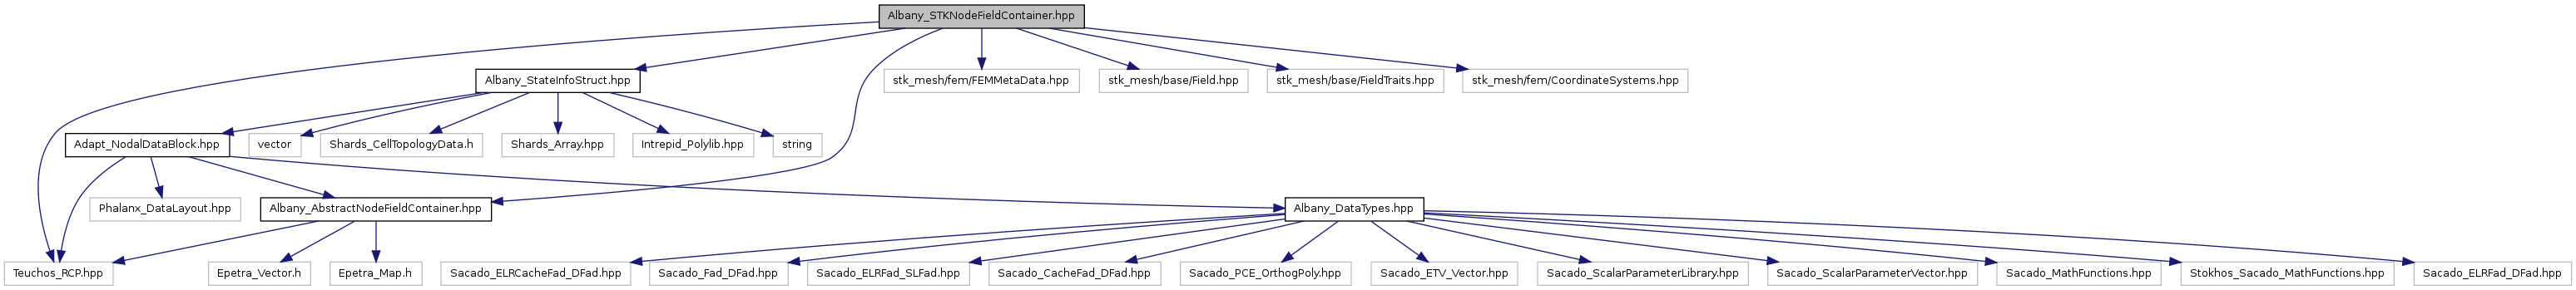 Albany_STKNodeFieldContainer.hpp
Albany_StateInfoStruct.hpp
stk_mesh/fem/FEMMetaData.hpp
stk_mesh/base/Field.hpp
stk_mesh/base/FieldTraits.hpp
stk_mesh/fem/CoordinateSystems.hpp
Adapt_NodalDataBlock.hpp
vector
Shards_CellTopologyData.h
Shards_Array.hpp
Intrepid_Polylib.hpp
string
Phalanx_DataLayout.hpp
Albany_AbstractNodeFieldContainer.hpp
Albany_DataTypes.hpp
Teuchos_RCP.hpp
Epetra_Vector.h
Epetra_Map.h
Sacado_ELRCacheFad_DFad.hpp
Sacado_Fad_DFad.hpp
Sacado_ELRFad_SLFad.hpp
Sacado_CacheFad_DFad.hpp
Sacado_PCE_OrthogPoly.hpp
Sacado_ETV_Vector.hpp
Sacado_ScalarParameterLibrary.hpp
Sacado_ScalarParameterVector.hpp
Sacado_MathFunctions.hpp
Stokhos_Sacado_MathFunctions.hpp
Sacado_ELRFad_DFad.hpp